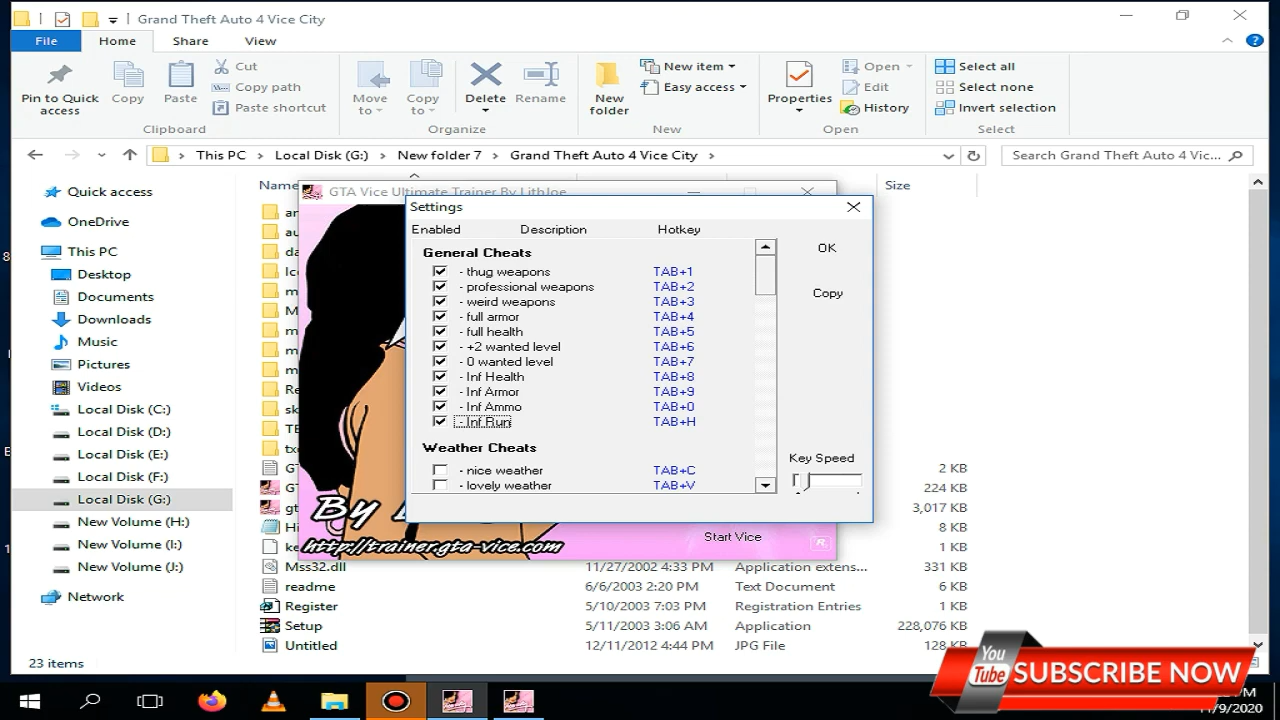 Grand Theft Auto 4 Vice City
File Home Share View
Pin to Quick access
Copy
Paste
Cut
Copy path
Paste shortcut
Clipboard
Move to
Copy to
Delete
Rename
Organize
New folder
New item
Easy access
New
Properties
Open
Edit
History
Open
Select all
Select none
Invert selection
Select
This PC > Local Disk (G:) > New folder 7 > Grand Theft Auto 4 Vice City >
Search Grand Theft Auto 4 Vic...
Quick access
OneDrive
This PC
Desktop
Documents
Downloads
Music
Pictures
Videos
Local Disk (C:)
Local Disk (D:)
Local Disk (E:)
Local Disk (F:)
Local Disk (G:)
New Volume (H:)
New Volume (I:)
New Volume (J:)
Network
Size
GTA Vice Ultimate Trainer By LithJoe
Settings
Enabled Description Hotkey
General Cheats
- thug weapons TAB+1
- professional weapons TAB+2
- weird weapons TAB+3
- full armor TAB+4
- full health TAB+5
- +2 wanted level TAB+6
- 0 wanted level TAB+7
- Inf Health TAB+8
- Inf Armor TAB+9
- Inf Ammo TAB+0
- Inf Run TAB+H
Weather Cheats
- nice weather TAB+C
- lovely weather TAB+V
OK
Copy
Key Speed
By
http://trainer.gta-vice.com
Start Vice
2 KB
224 KB
3,017 KB
8 KB
1 KB
Mss32.dll 11/27/2002 4:33 PM Application extens... 331 KB
readme 6/6/2003 2:20 PM Text Document 6 KB
Register 5/10/2003 7:03 PM Registration Entries 1 KB
Setup 5/11/2003 3:06 AM Application 228,076 KB
Untitled 12/11/2012 4:44 PM JPG File 128 KB
23 items
You Tube SUBSCRIBE NOW
PM
11/9/2020